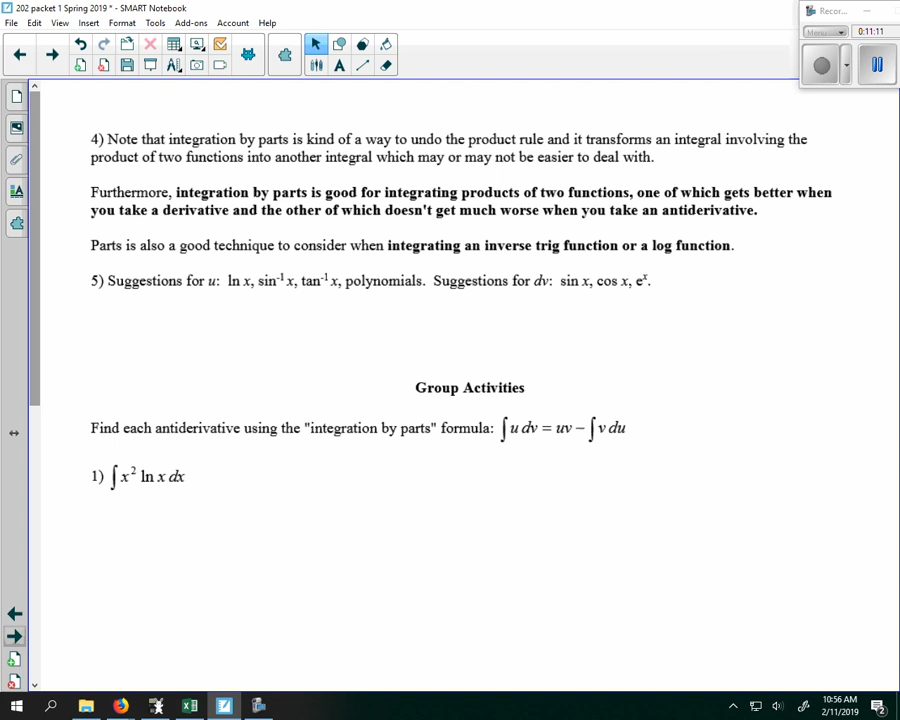 202 packet 1 Spring 2019 * - SMART Notebook
Recor...
File Edit View Insert Format Tools Add-ons Account Help
Menu
0:11:11
4) Note that integration by parts is kind of a way to undo the product rule and it transforms an integral involving the
product of two functions into another integral which may or may not be easier to deal with.
Furthermore, integration by parts is good for integrating products of two functions, one of which gets better when
you take a derivative and the other of which doesn't get much worse when you take an antiderivative.
Parts is also a good technique to consider when integrating an inverse trig function or a log function.
5) Suggestions for u: ln x, sin⁻¹ x, tan⁻¹ x, polynomials. Suggestions for dv: sin x, cos x, eˣ.
Group Activities
Find each antiderivative using the "integration by parts" formula: ∫ u dv = uv − ∫ v du
1) ∫ x² ln x dx
10:56 AM
2/11/2019
2